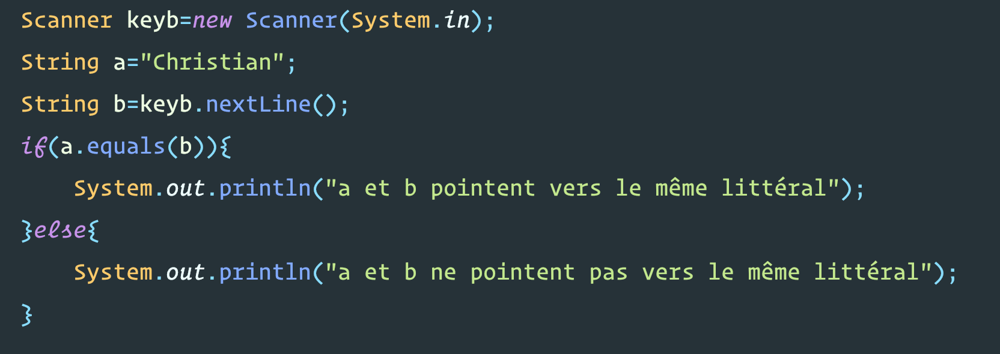 Scanner keyb=new Scanner(System.in);
String a="Christian";
String b=keyb.nextLine();
if(a.equals(b)){
    System.out.println("a et b pointent vers le même littéral");
}else{
    System.out.println("a et b ne pointent pas vers le même littéral");
}